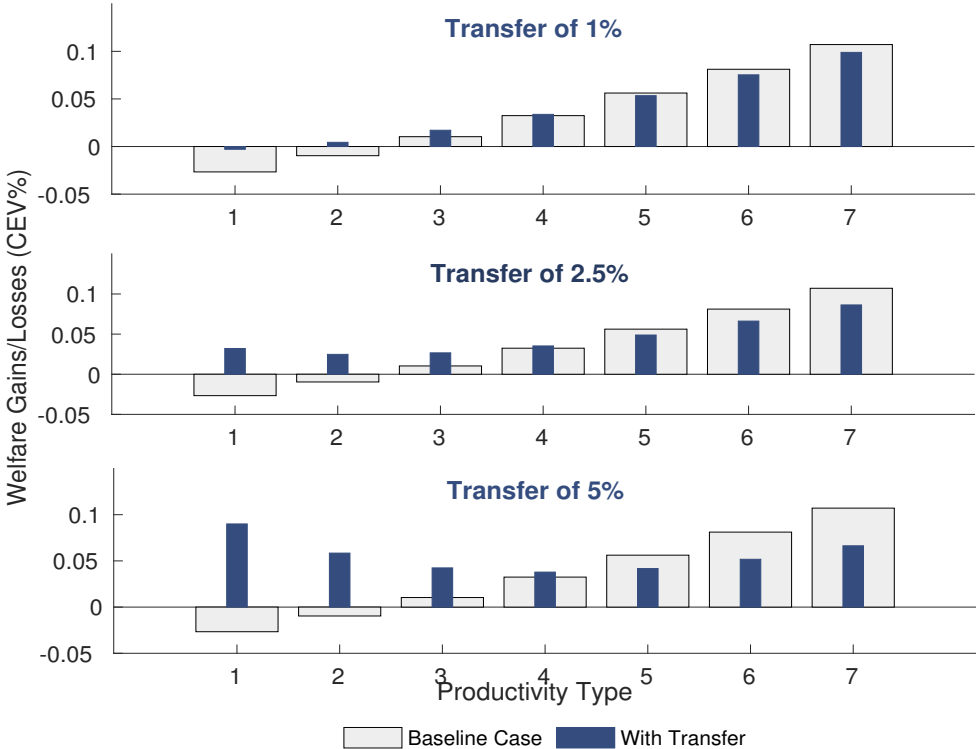 Welfare Gains/Losses (CEV%)
Transfer of 1%
0.1
0.05
0
-0.05
1 2 3 4 5 6 7
Transfer of 2.5%
0.1
0.05
0
-0.05
1 2 3 4 5 6 7
Transfer of 5%
0.1
0.05
0
-0.05
1 2 3 4 5 6 7
Productivity Type
Baseline Case With Transfer